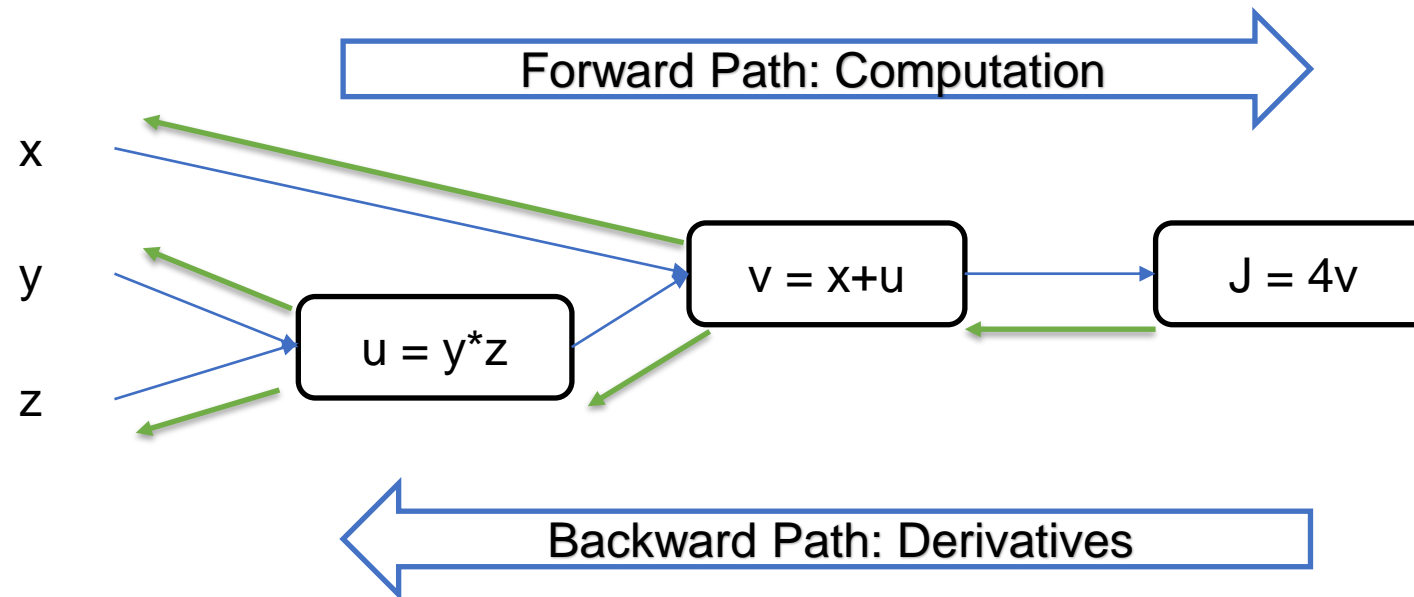 Forward Path: Computation
x
y
z
u = y*z
v = x+u
J = 4v
Backward Path: Derivatives